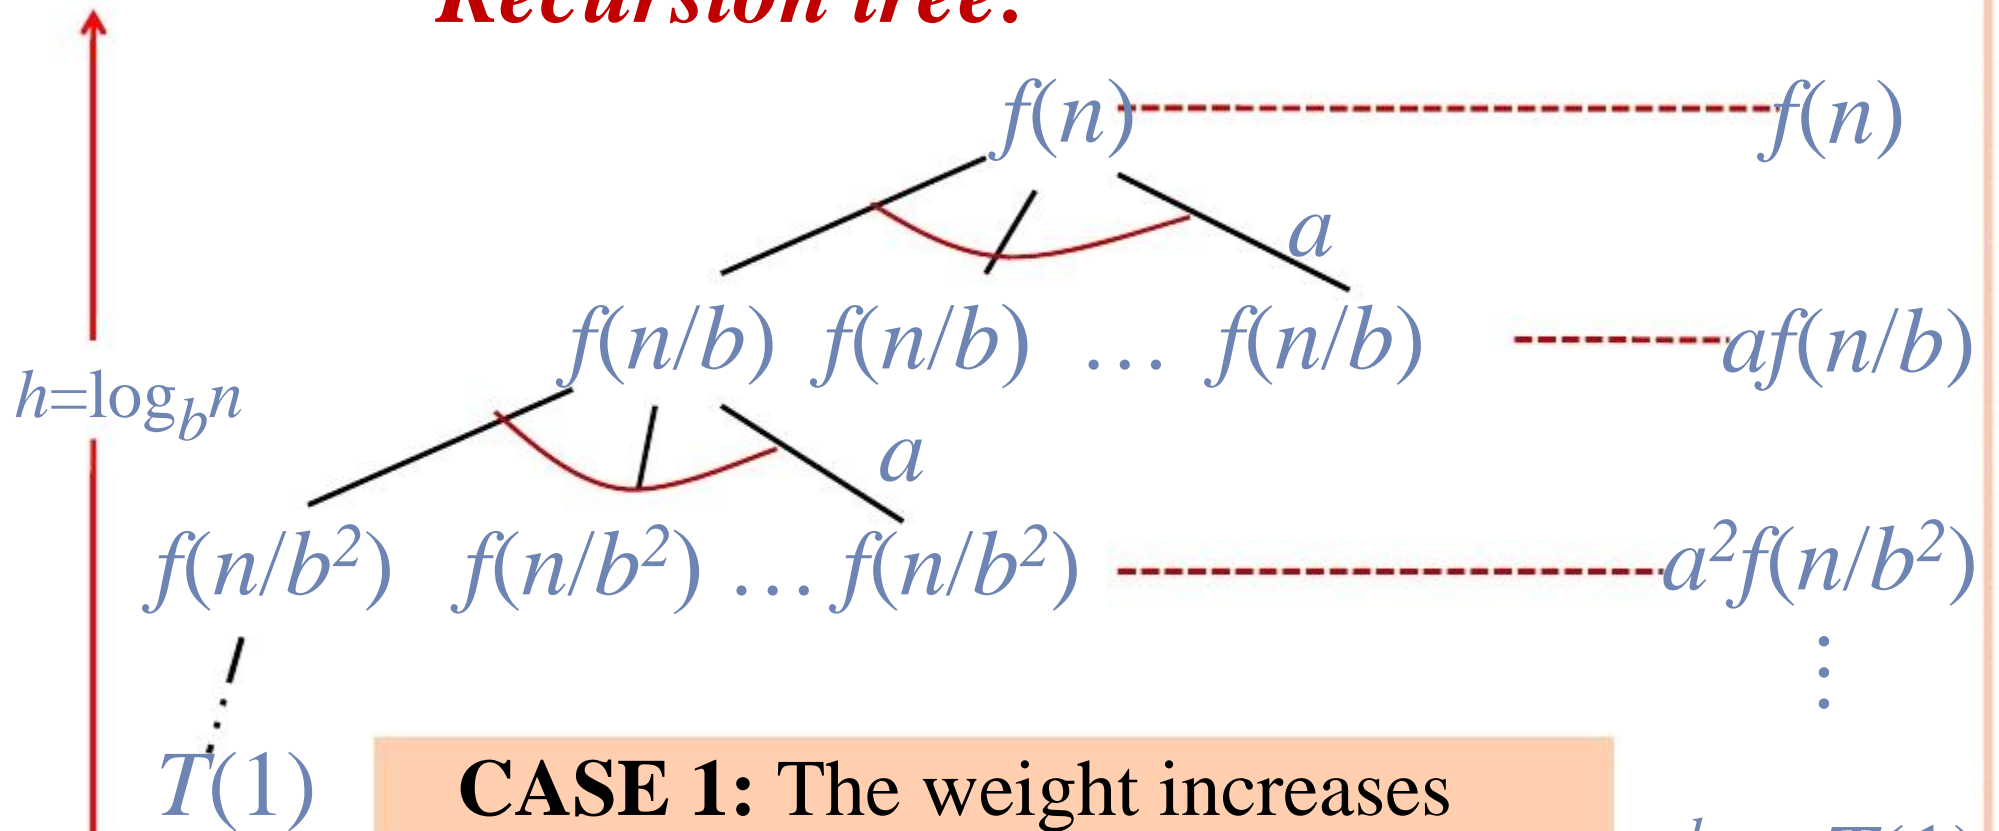 Recursion tree:
f(n) f(n)
a
f(n/b) f(n/b) … f(n/b) af(n/b)
h=log_b n
a
f(n/b²) f(n/b²) … f(n/b²) a²f(n/b²)
⋮
T(1)
CASE 1: The weight increases